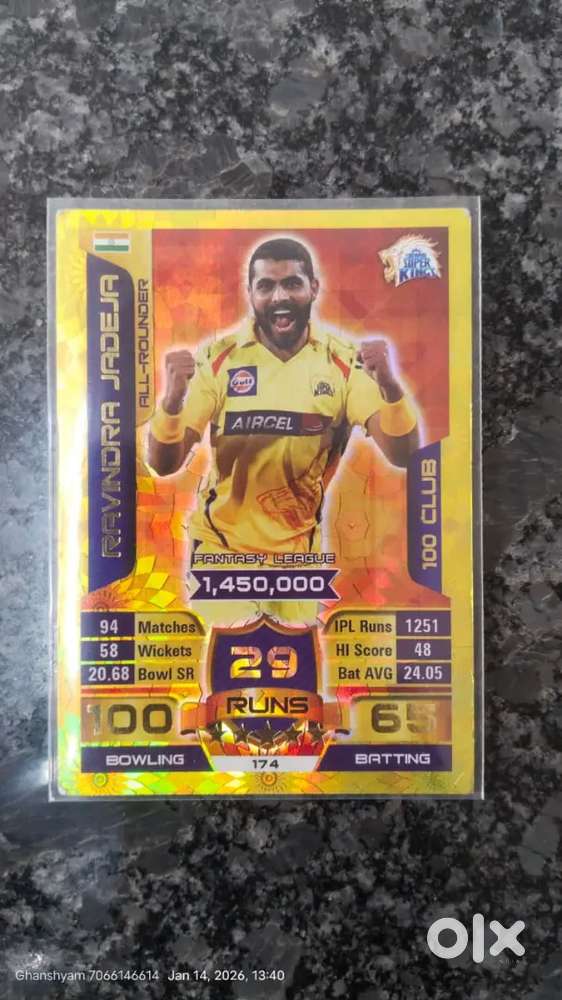 RAVINDRA JADEJA
ALL-ROUNDER
SUPER
KINGS
Gulf
KINGS
AIRCEL
100 CLUB
FANTASY LEAGUE
1,450,000
94 Matches
58 Wickets
20.68 Bowl SR
29
RUNS
IPL Runs 1251
HI Score 48
Bat AVG 24.05
100
65
BOWLING
174
BATTING
olx
Ghanshyam 7066146614 Jan 14, 2026, 13:40